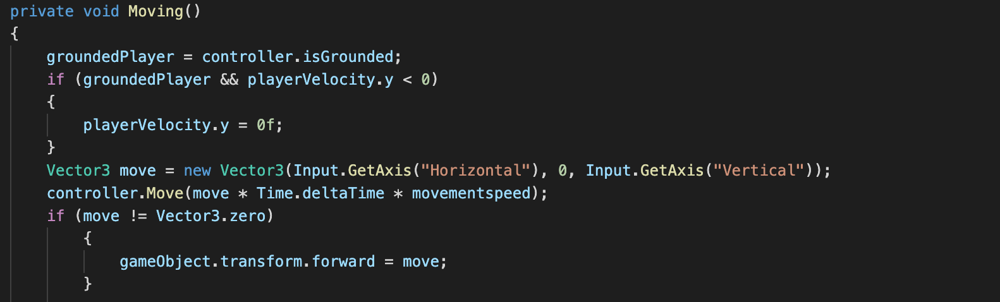 private void Moving()
{
groundedPlayer = controller.isGrounded;
if (groundedPlayer && playerVelocity.y < 0)
{
playerVelocity.y = 0f;
}
Vector3 move = new Vector3(Input.GetAxis("Horizontal"), 0, Input.GetAxis("Vertical"));
controller.Move(move * Time.deltaTime * movementspeed);
if (move != Vector3.zero)
{
gameObject.transform.forward = move;
}